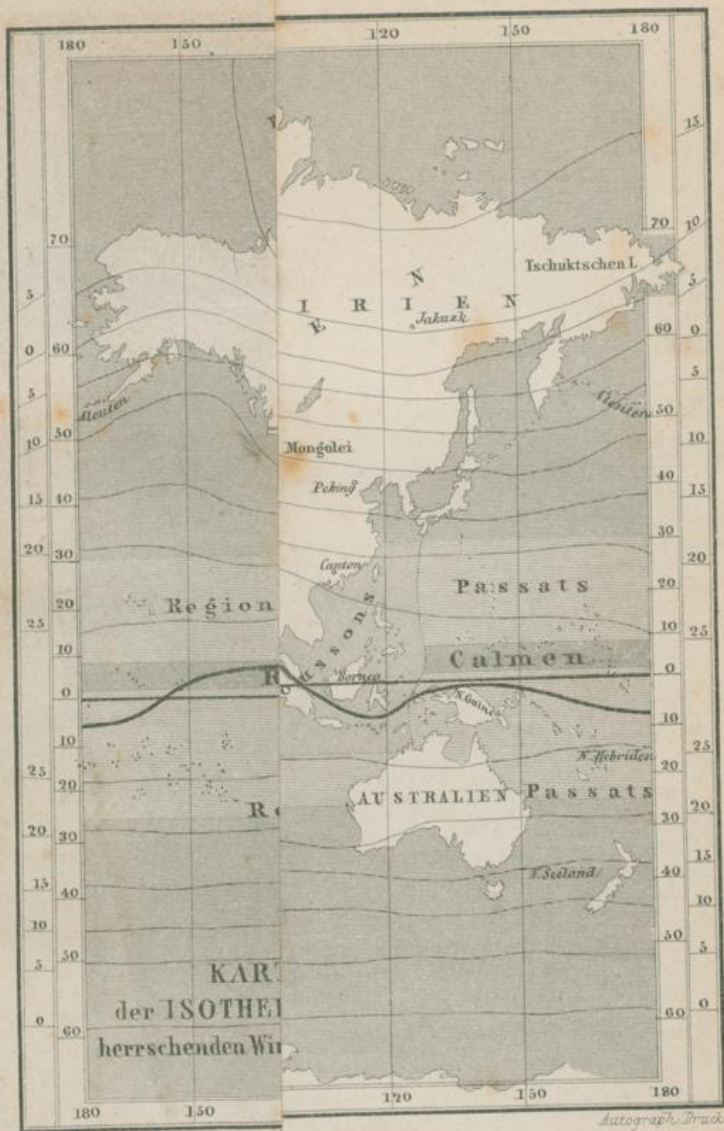 180 150 120 150 180
15
70 70 10
Tschuktschen L
5 5
N
I R I E N
E Jakuzk
0 60 60 0
5 5
Aleuten Aleuten
10 50 50 10
Mongolei
15 40 Peking 40 15
20 30 30 20
Canton Passats
20 Region 20
25 10 25
10 Calmen
R Borneo 0
0 N. Guinea
10 10
N. Hebriden
25 20 20 25
AUSTRALIEN Passats
20 30 30 20
15 40 N. Seeland 40 15
10 10
5 50 50 5
KAR
der ISOTHE
0 60 60 0
herrschenden Wi
180 150 120 150 180
Autograph. Druck